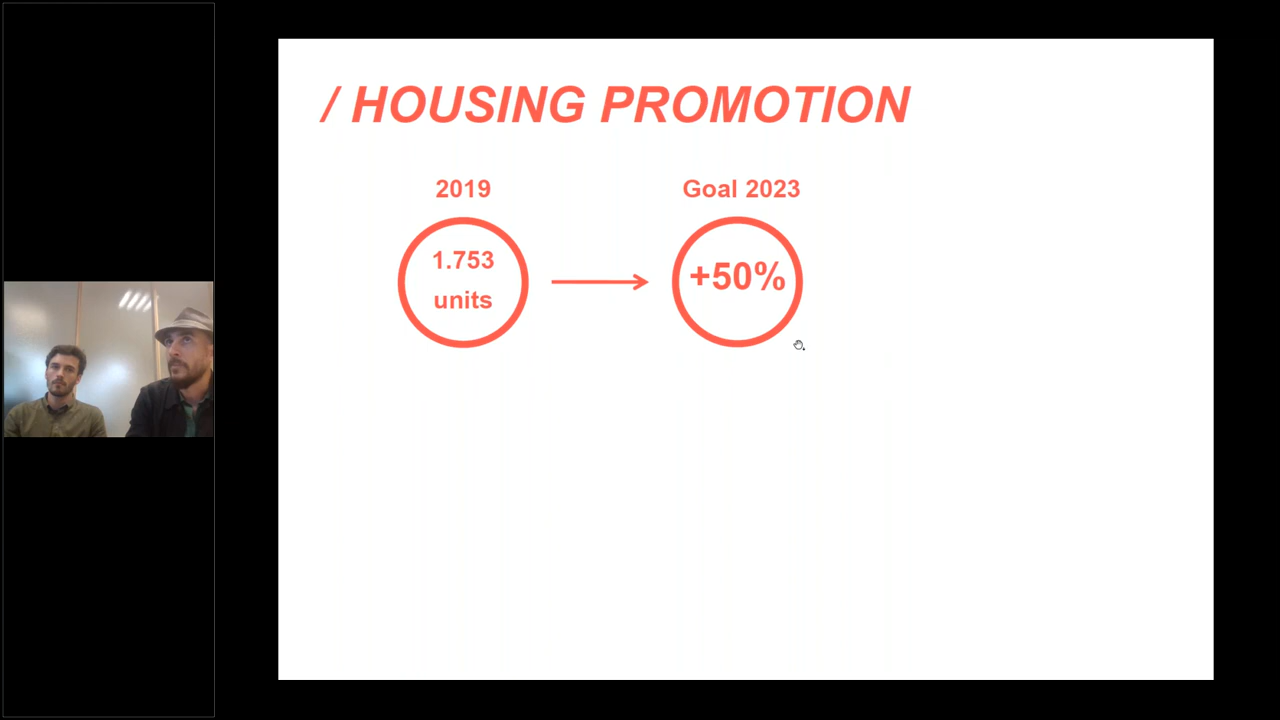 / HOUSING PROMOTION
2019
Goal 2023
1.753
units
+50%